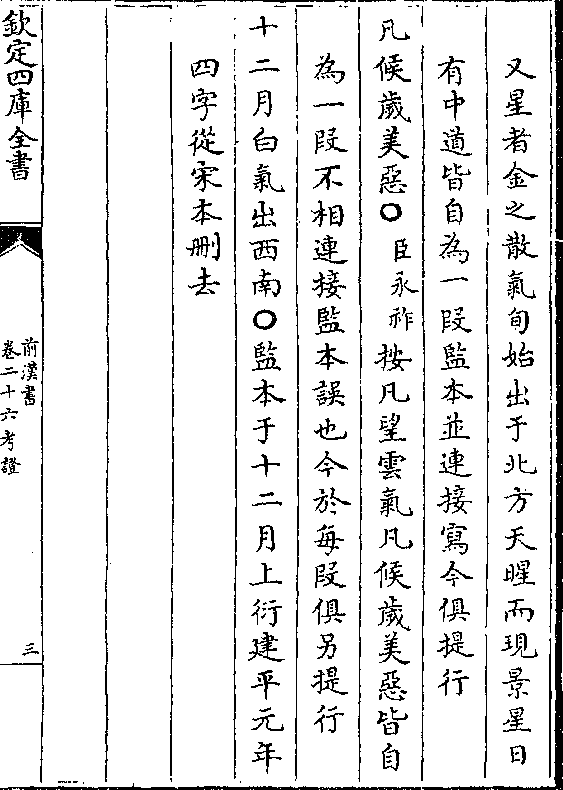 又星者金之散氣旬始出于北方天暒而現景星日
有中道皆自為一段監本並連接寫今俱提行
凡候歲美惡○臣永祚按凡望雲氣凡候歲美惡皆自
為一段不相連接監本誤也今於每段俱另提行
十二月白氣出西南○監本于十二月上衍建平元年
四字從宋本刪去
欽定四庫全書
前漢書
卷二十六考證
三